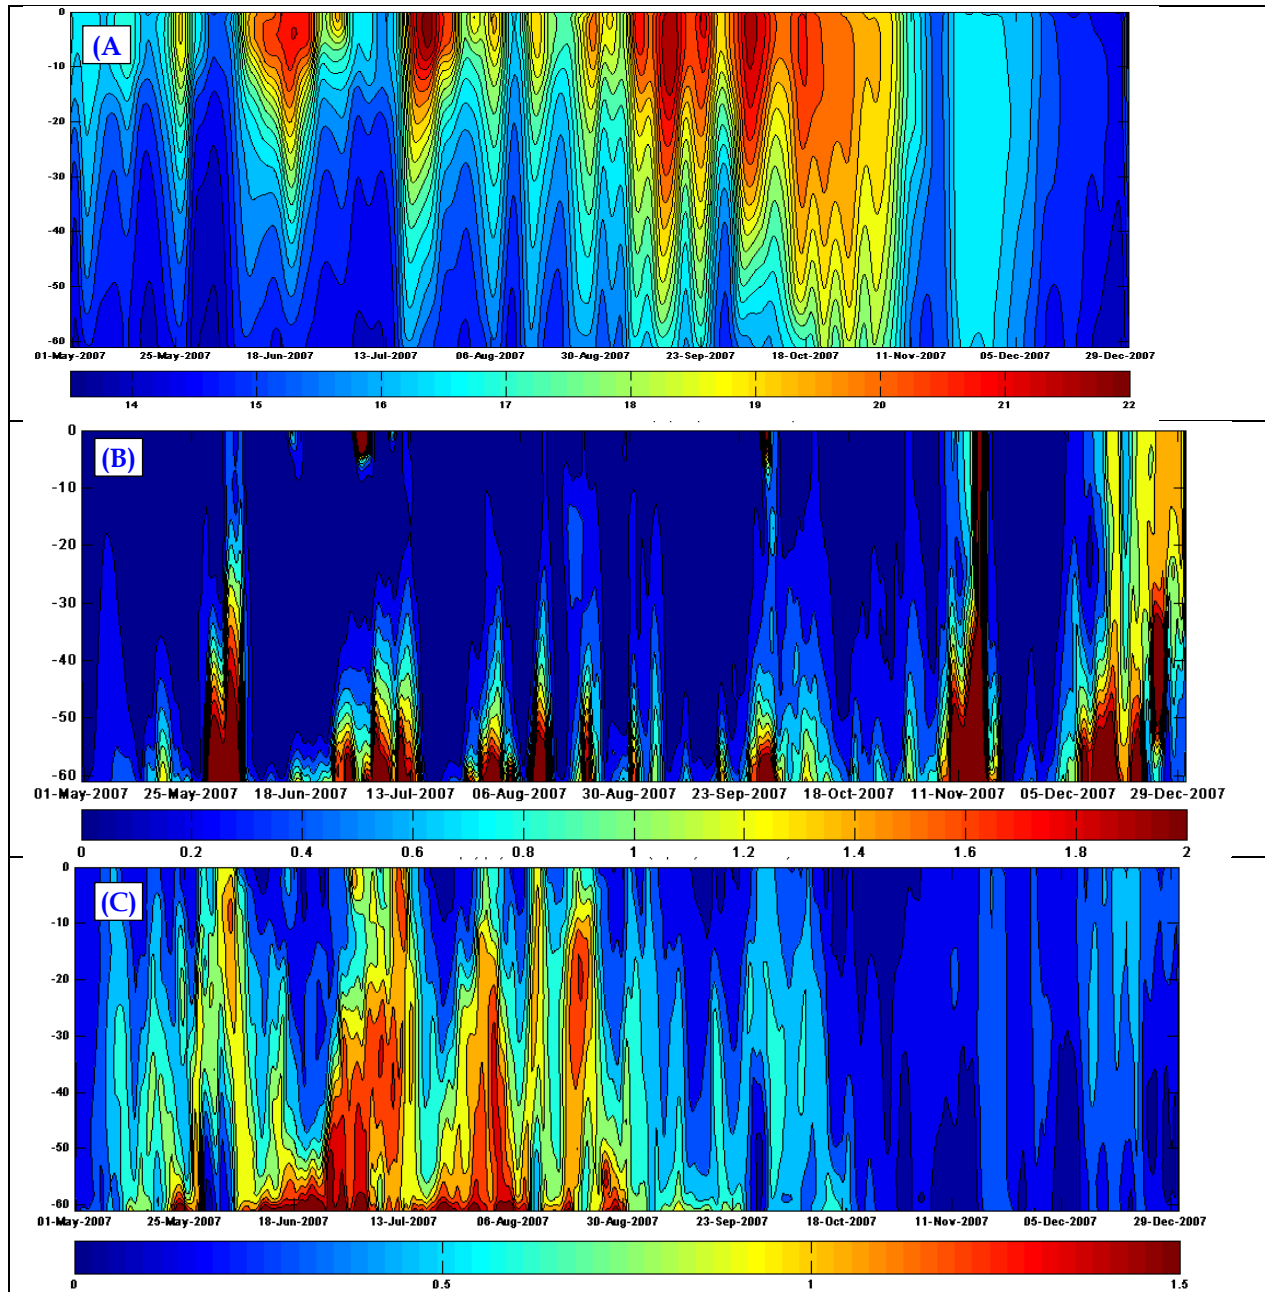 (A
0
-10
-20
-30
-40
-50
-60
01-May-2007 25-May-2007 18-Jun-2007 13-Jul-2007 06-Aug-2007 30-Aug-2007 23-Sep-2007 18-Oct-2007 11-Nov-2007 05-Dec-2007 29-Dec-2007
14 15 16 17 18 19 20 21 22
(B)
0
-10
-20
-30
-40
-50
-60
01-May-2007 25-May-2007 18-Jun-2007 13-Jul-2007 06-Aug-2007 30-Aug-2007 23-Sep-2007 18-Oct-2007 11-Nov-2007 05-Dec-2007 29-Dec-2007
0 0.2 0.4 0.6 0.8 1 1.2 1.4 1.6 1.8 2
(C)
0
-10
-20
-30
-40
-50
-60
01-May-2007 25-May-2007 18-Jun-2007 13-Jul-2007 06-Aug-2007 30-Aug-2007 23-Sep-2007 18-Oct-2007 11-Nov-2007 05-Dec-2007 29-Dec-2007
0 0.5 1 1.5